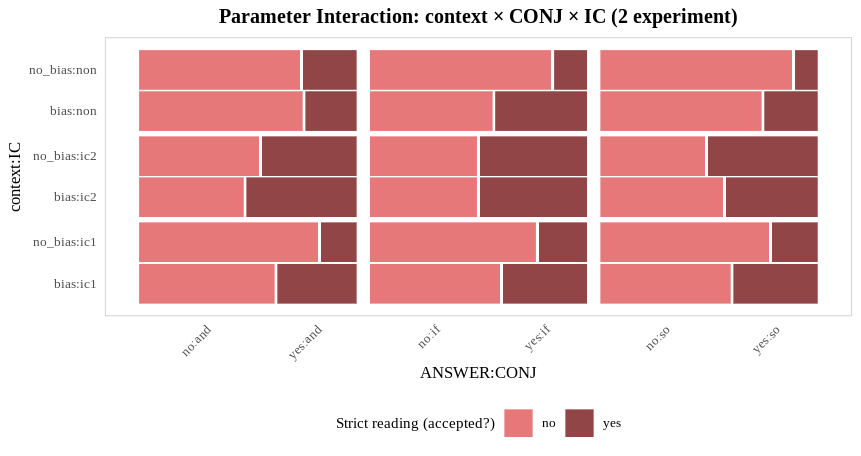 Parameter Interaction: context × CONJ × IC (2 experiment)
context:IC
no_bias:non
bias:non
no_bias:ic2
bias:ic2
no_bias:ic1
bias:ic1
no:and
yes:and
no:if
yes:if
no:so
yes:so
ANSWER:CONJ
Strict reading (accepted?) no yes